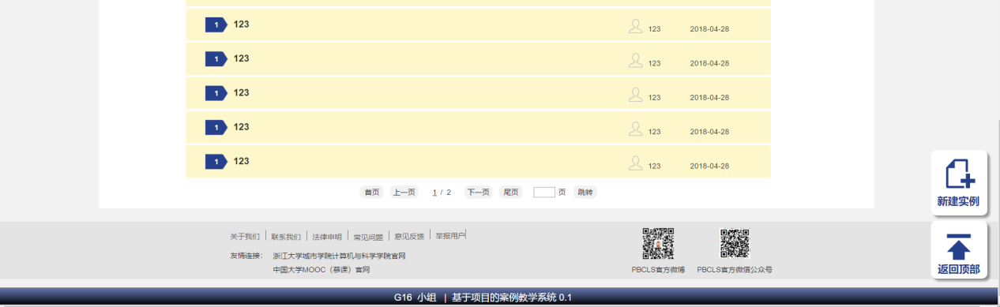 1 123 123 2018-04-28
1 123 123 2018-04-28
1 123 123 2018-04-28
1 123 123 2018-04-28
1 123 123 2018-04-28
首页 上一页 1 / 2 下一页 尾页 页 跳转
新建实例
关于我们 联系我们 法律申明 常见问题 意见反馈 举报用户
友情连接： 浙江大学城市学院计算机与科学学院官网
中国大学MOOC（慕课）官网
PBCLS官方微博 PBCLS官方微信公众号
返回顶部
G16 小组 | 基于项目的案例教学系统 0.1